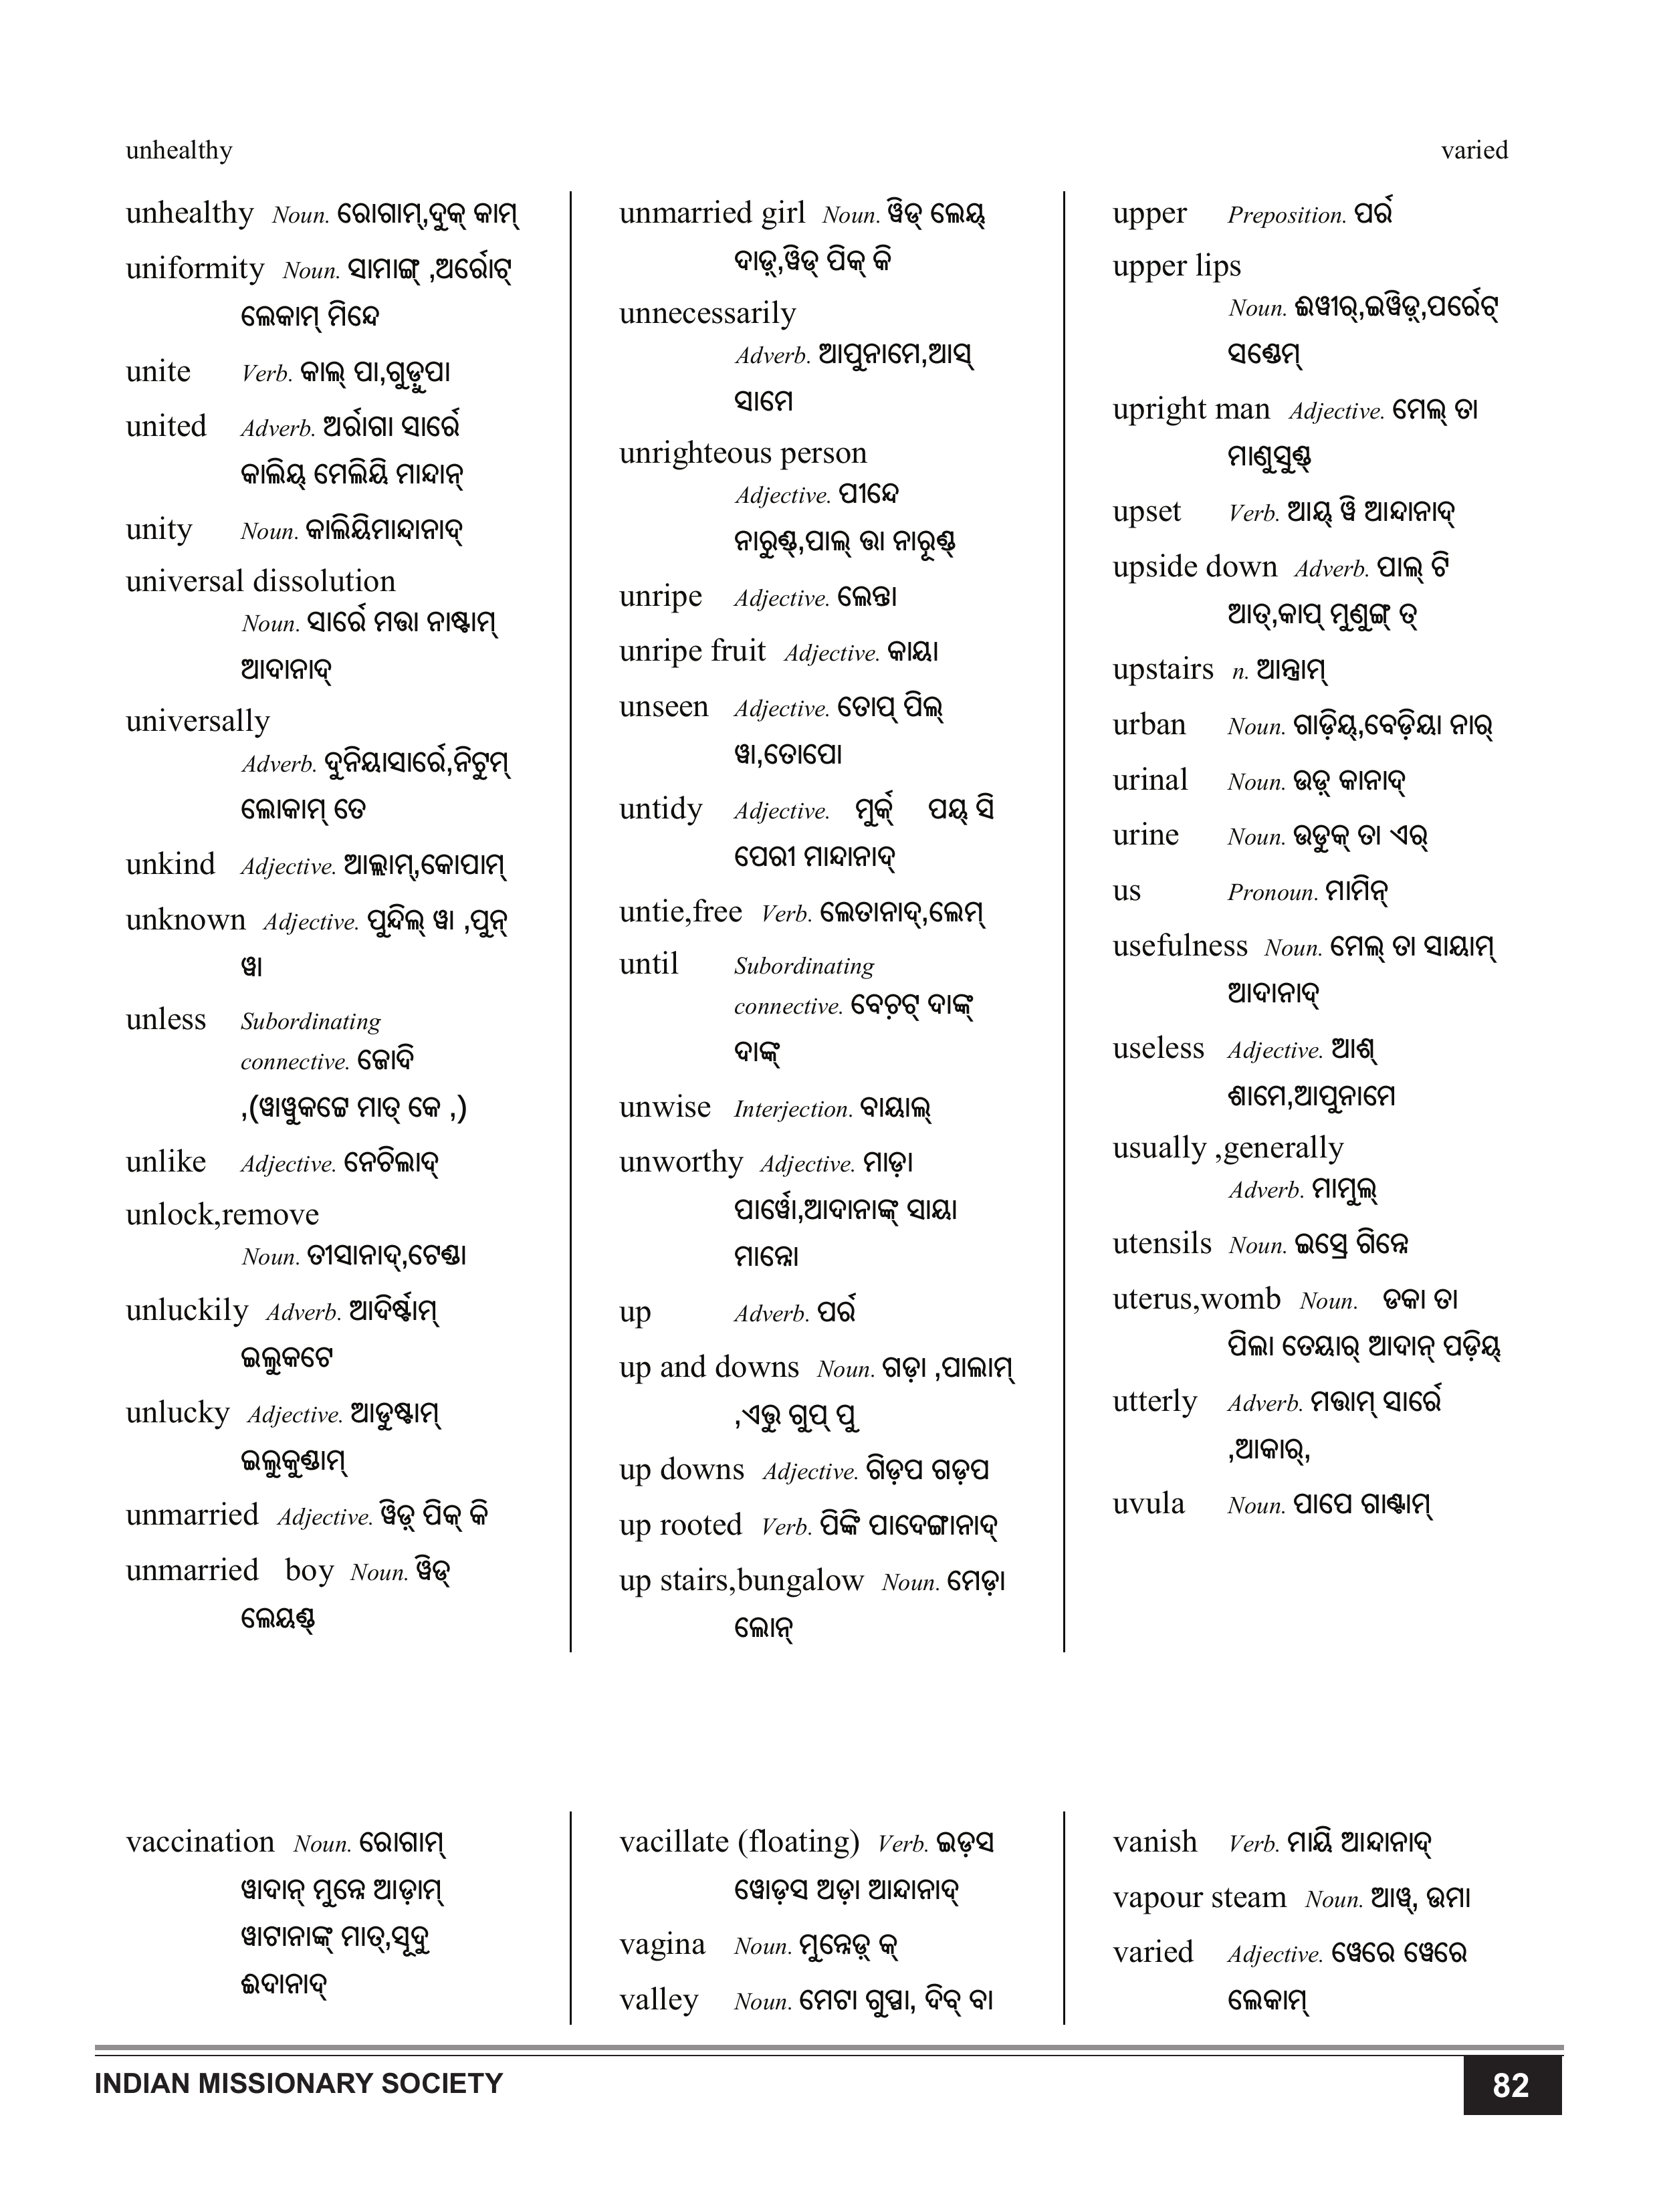 unhealthy
varied
unhealthy Noun. ରୋଗାମ୍,ଦୁକ୍ କାମ୍
uniformity Noun. ସାମାଙ୍ଗ୍ ,ଅର୍ରୋଟ୍
ଲେକାମ୍ ମିନ୍ଦେ
unite Verb. କାଲ୍ ପା,ଗୁଡ଼ୁପା
united Adverb. ଅର୍ରାଗା ସାର୍ରେ
କାଲିୟ୍ ମେଲିୟି ମାନ୍ଦାନ୍
unity Noun. କାଲିୟିମାନ୍ଦାନାଦ୍
universal dissolution
Noun. ସାର୍ରେ ମତ୍ତା ନାଷ୍ଟାମ୍
ଆଦାନାଦ୍
universally
Adverb. ଦୁନିୟାସାର୍ରେ,ନିଟୁମ୍
ଲୋକାମ୍ ତେ
unkind Adjective. ଆଲ୍ଲାମ୍,କୋପାମ୍
unknown Adjective. ପୁନ୍ଦିଲ୍ ୱା ,ପୁନ୍
ୱା
unless Subordinating
connective. ଜୋଦି
,(ୱାୱୁକଟ୍ଟେ ମାତ୍ କେ ,)
unlike Adjective. ନେଚିଲାଦ୍
unlock,remove
Noun. ତୀସାନାଦ୍,ଟେଣ୍ଡା
unluckily Adverb. ଆଦିର୍ଷ୍ଟାମ୍
ଇଲୁକଟେ
unlucky Adjective. ଆଡୁଷ୍ଟାମ୍
ଇଲୁକୁଣ୍ଡାମ୍
unmarried Adjective. ୱିଡ଼୍ ପିକ୍ କି
unmarried boy Noun. ୱିଡ୍
ଲେୟଣ୍ଡ୍
unmarried girl Noun. ୱିଡ୍ ଲେୟ୍
ଦାଡ଼୍,ୱିଡ୍ ପିକ୍ କି
unnecessarily
Adverb. ଆପୁନାମେ,ଆସ୍
ସାମେ
unrighteous person
Adjective. ପୀନ୍ଦେ
ନାରୁଣ୍ଡ୍,ପାଲ୍ ତ୍ତା ନାରୂଣ୍ଡ୍
unripe Adjective. ଲେନ୍ତା
unripe fruit Adjective. କାୟା
unseen Adjective. ତୋପ୍ ପିଲ୍
ୱା,ତୋପୋ
untidy Adjective. ମୁର୍କ୍ ପୟ୍ ସି
ପେରୀ ମାନ୍ଦାନାଦ୍
untie,free Verb. ଲେତାନାଦ୍,ଲେମ୍
until Subordinating
connective. ବେଚ଼ଟ୍ ଦାଙ୍କ୍
ଦାଙ୍କ୍
unwise Interjection. ବାୟାଲ୍
unworthy Adjective. ମାଡ଼ା
ପାର୍ୱୋ,ଆଦାନାଙ୍କ୍ ସାୟା
ମାନ୍ନୋ
up Adverb. ପର୍ର
up and downs Noun. ଗଡ଼ା ,ପାଲାମ୍
,ଏତ୍ତୁ ଗୁପ୍ ପୁ
up downs Adjective. ଗିଡ଼ପ ଗଡ଼ପ
up rooted Verb. ପିଙ୍କି ପାଦେଙ୍ଗାନାଦ୍
up stairs,bungalow Noun. ମେଡ଼ା
ଲୋନ୍
upper Preposition. ପର୍ର
upper lips
Noun. ଈୱୀର୍,ଇୱିଡ଼୍,ପର୍ରେଟ୍
ସଣ୍ଡେମ୍
upright man Adjective. ମେଲ୍ ତା
ମାଣୁସୁଣ୍ଡ୍
upset Verb. ଆୟ୍ ୱି ଆନ୍ଦାନାଦ୍
upside down Adverb. ପାଲ୍ ଟି
ଆତ୍,କାପ୍ ମୁଣୁଙ୍ଗ୍ ତ୍
upstairs n. ଆନ୍ତ୍ରାମ୍
urban Noun. ଗାଡ଼ିୟ୍,ବେଡ଼ିୟା ନାର୍
urinal Noun. ଉଡ଼୍ କାନାଦ୍
urine Noun. ଉଡୁକ୍ ତା ଏର୍
us Pronoun. ମାମିନ୍
usefulness Noun. ମେଲ୍ ତା ସାୟାମ୍
ଆଦାନାଦ୍
useless Adjective. ଆଶ୍
ଶାମେ,ଆପୁନାମେ
usually ,generally
Adverb. ମାମୁଲ୍
utensils Noun. ଇସ୍ରେ ଗିନ୍ନେ
uterus,womb Noun. ଡକା ତା
ପିଲା ତେୟାର୍ ଆଦାନ୍ ପଡ଼ିୟ୍
utterly Adverb. ମତ୍ତାମ୍ ସାର୍ରେ
,ଆକାର୍,
uvula Noun. ପାପେ ଗାଣ୍ଟାମ୍
vaccination Noun. ରୋଗାମ୍
ୱାଦାନ୍ ମୁନ୍ନେ ଆଡ଼ାମ୍
ୱାଟାନାଙ୍କ୍ ମାତ୍,ସୂଦୁ
ଈଦାନାଦ୍
vacillate (floating) Verb. ଇଡ଼ସ
ୱୋଡ଼ସ ଅଡ଼ା ଆନ୍ଦାନାଦ୍
vagina Noun. ମୁନ୍ନେଡ଼୍ କ୍
valley Noun. ମେଟା ଗୁପ୍ପା, ଦିବ୍ ବା
vanish Verb. ମାୟି ଆନ୍ଦାନାଦ୍
vapour steam Noun. ଆୱ୍, ଉମା
varied Adjective. ୱେରେ ୱେରେ
ଲେକାମ୍
INDIAN MISSIONARY SOCIETY
82